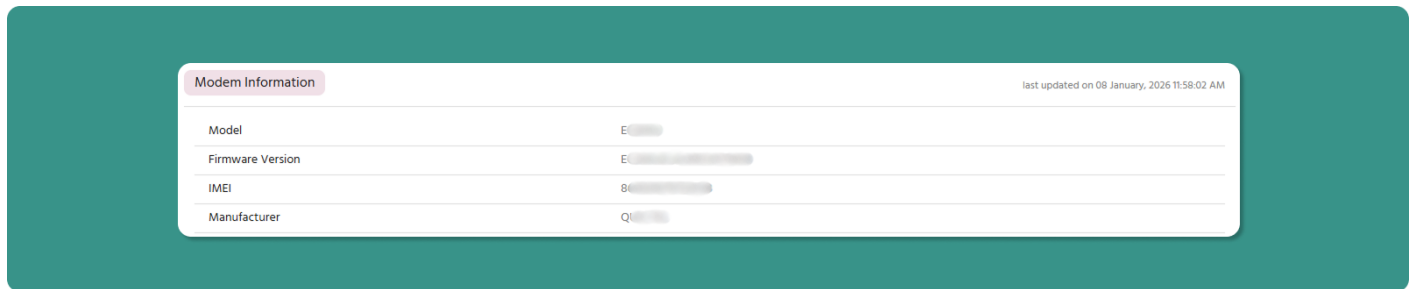 Modem Information
last updated on 08 January, 2026 11:58:02 AM
Model
Firmware Version
IMEI
Manufacturer